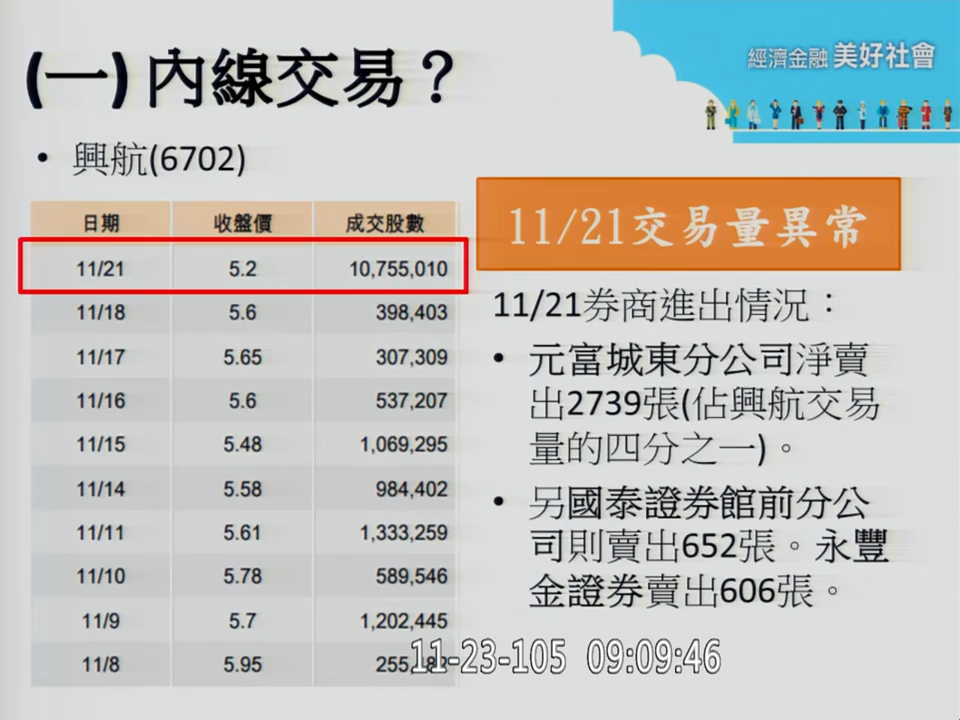 經濟金融 美好社會
(一) 內線交易？
• 興航(6702)
日期 收盤價 成交股數
11/21 5.2 10,755,010
11/18 5.6 398,403
11/17 5.65 307,309
11/16 5.6 537,207
11/15 5.48 1,069,295
11/14 5.58 984,402
11/11 5.61 1,333,259
11/10 5.78 589,546
11/9 5.7 1,202,445
11/8 5.95
11/21交易量異常
11/21券商進出情況：
• 元富城東分公司淨賣
出2739張(佔興航交易
量的四分之一)。
• 另國泰證券館前分公
司則賣出652張。永豐
金證券賣出606張。
11-23-105 09:09:46